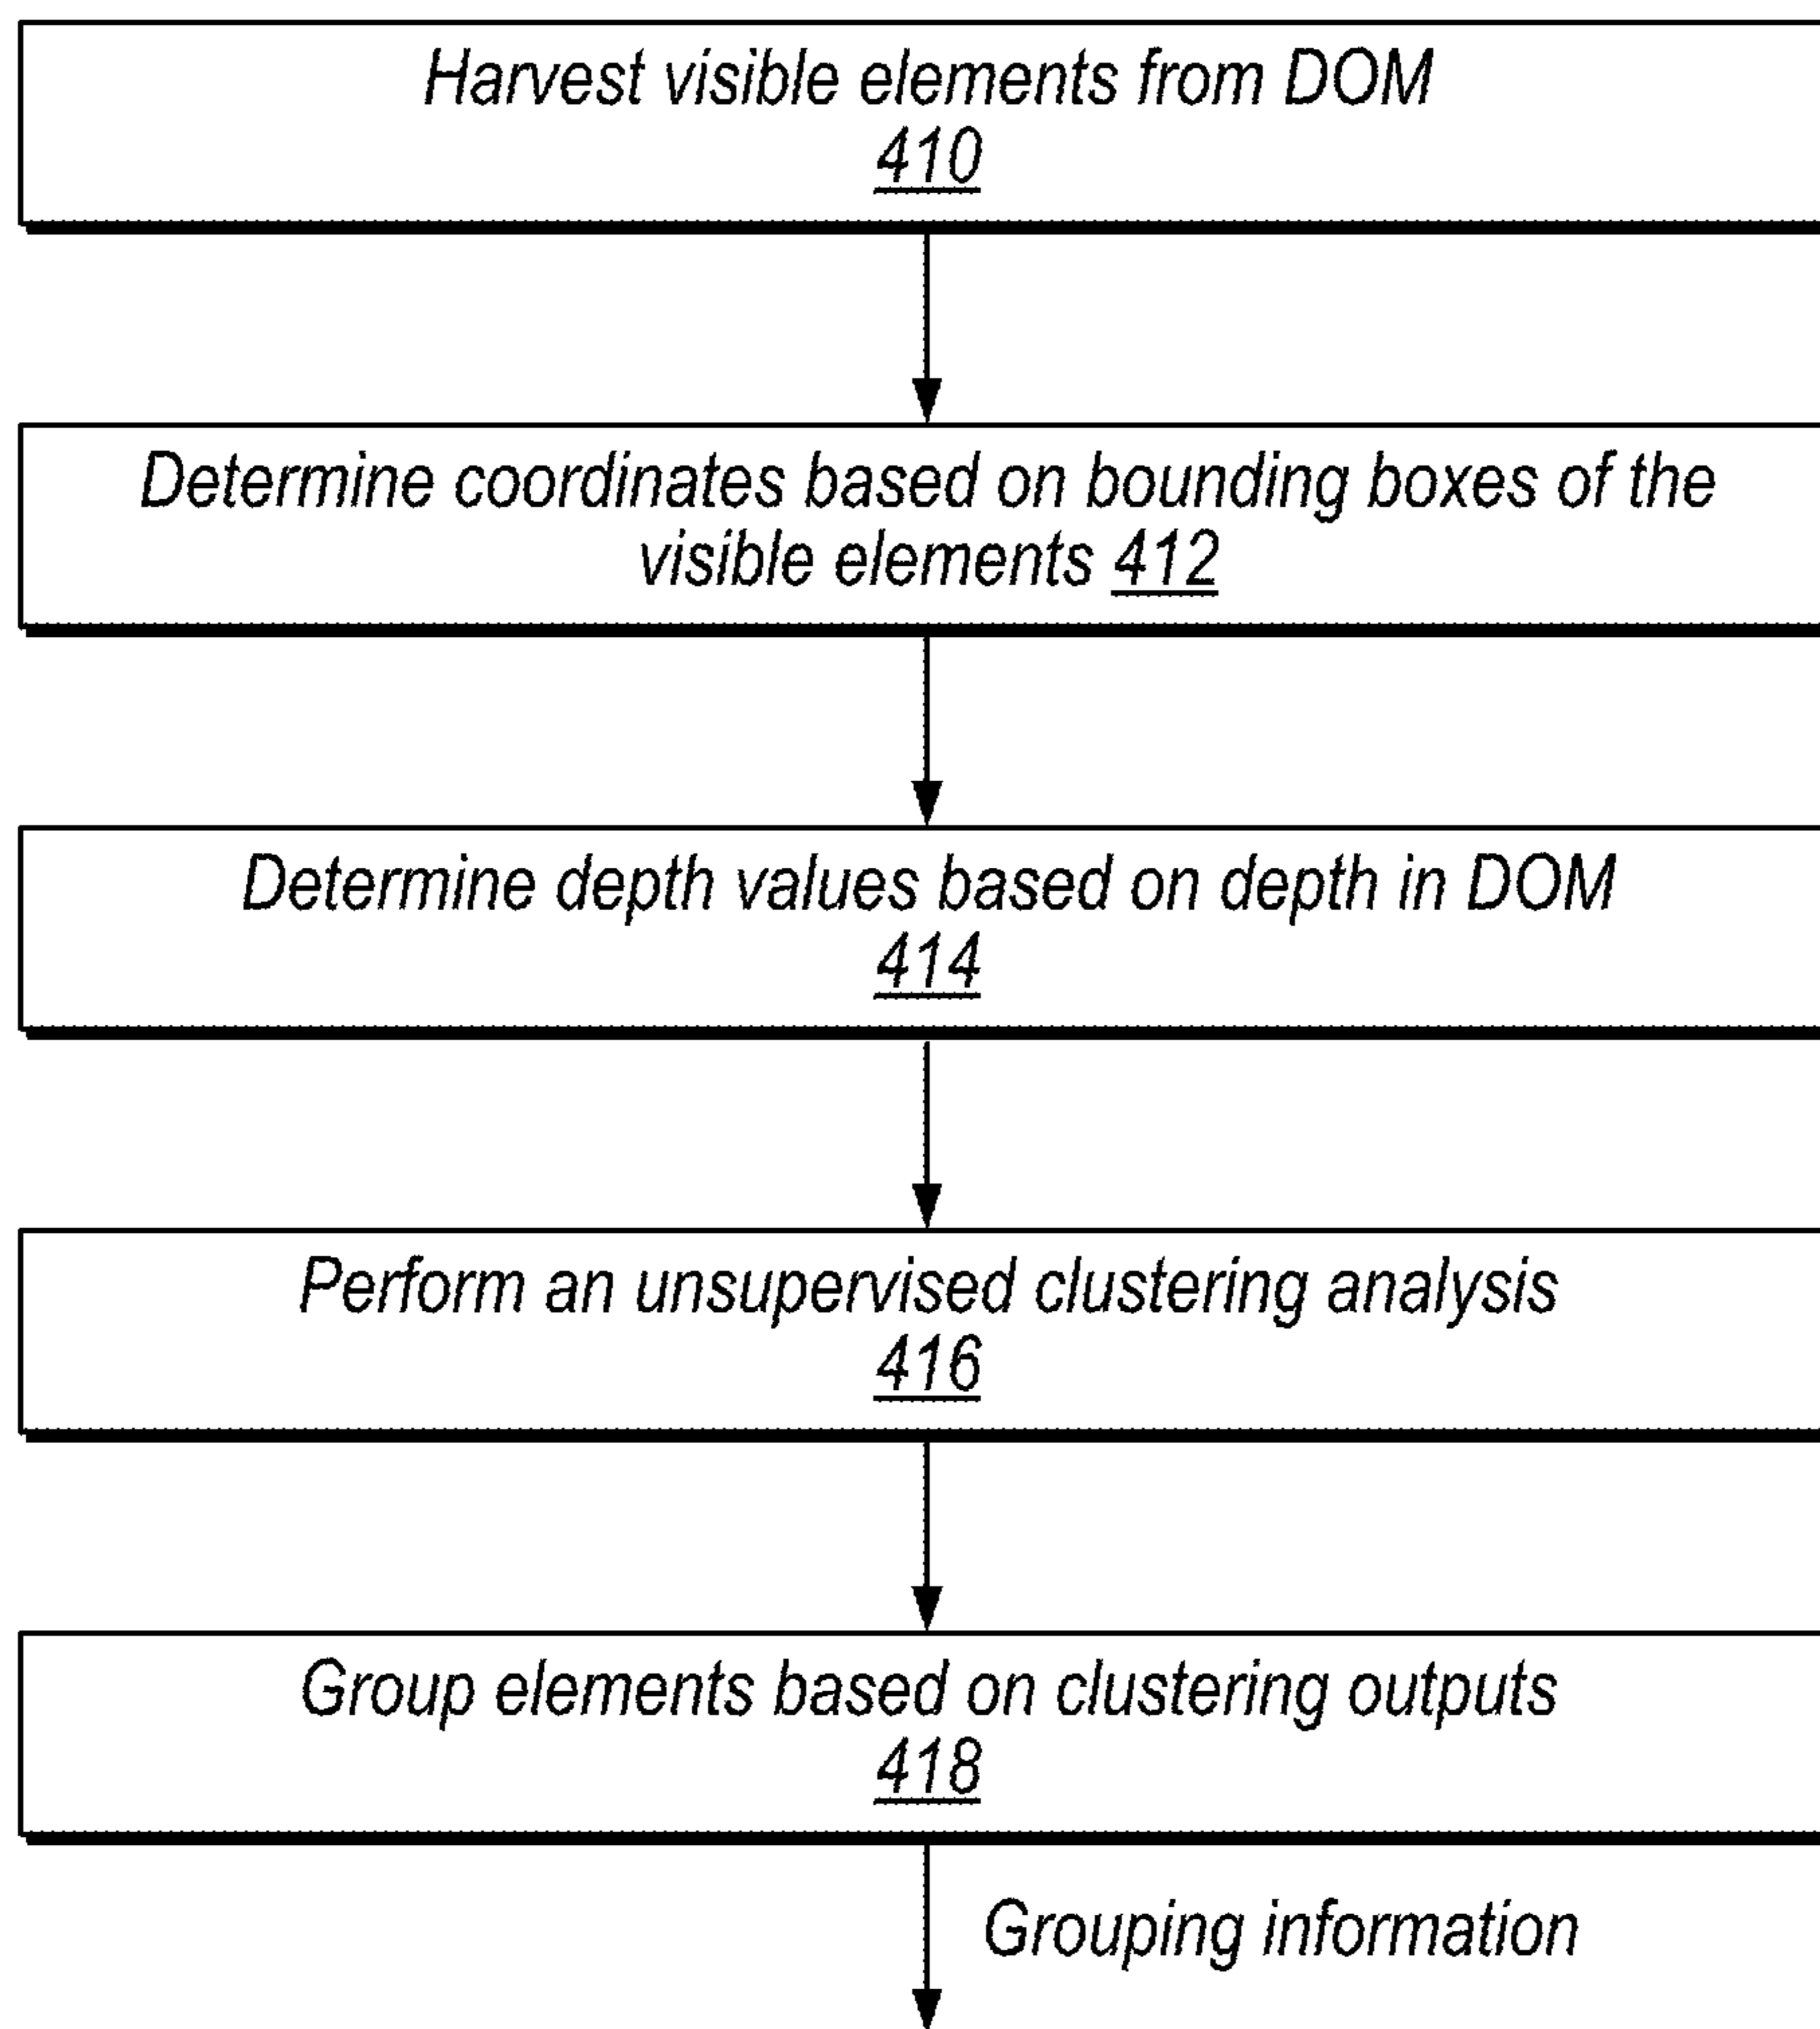 Harvest visible elements from DOM
410
Determine coordinates based on bounding boxes of the
visible elements 412
Determine depth values based on depth in DOM
414
Perform an unsupervised clustering analysis
416
Group elements based on clustering outputs
418
Grouping information